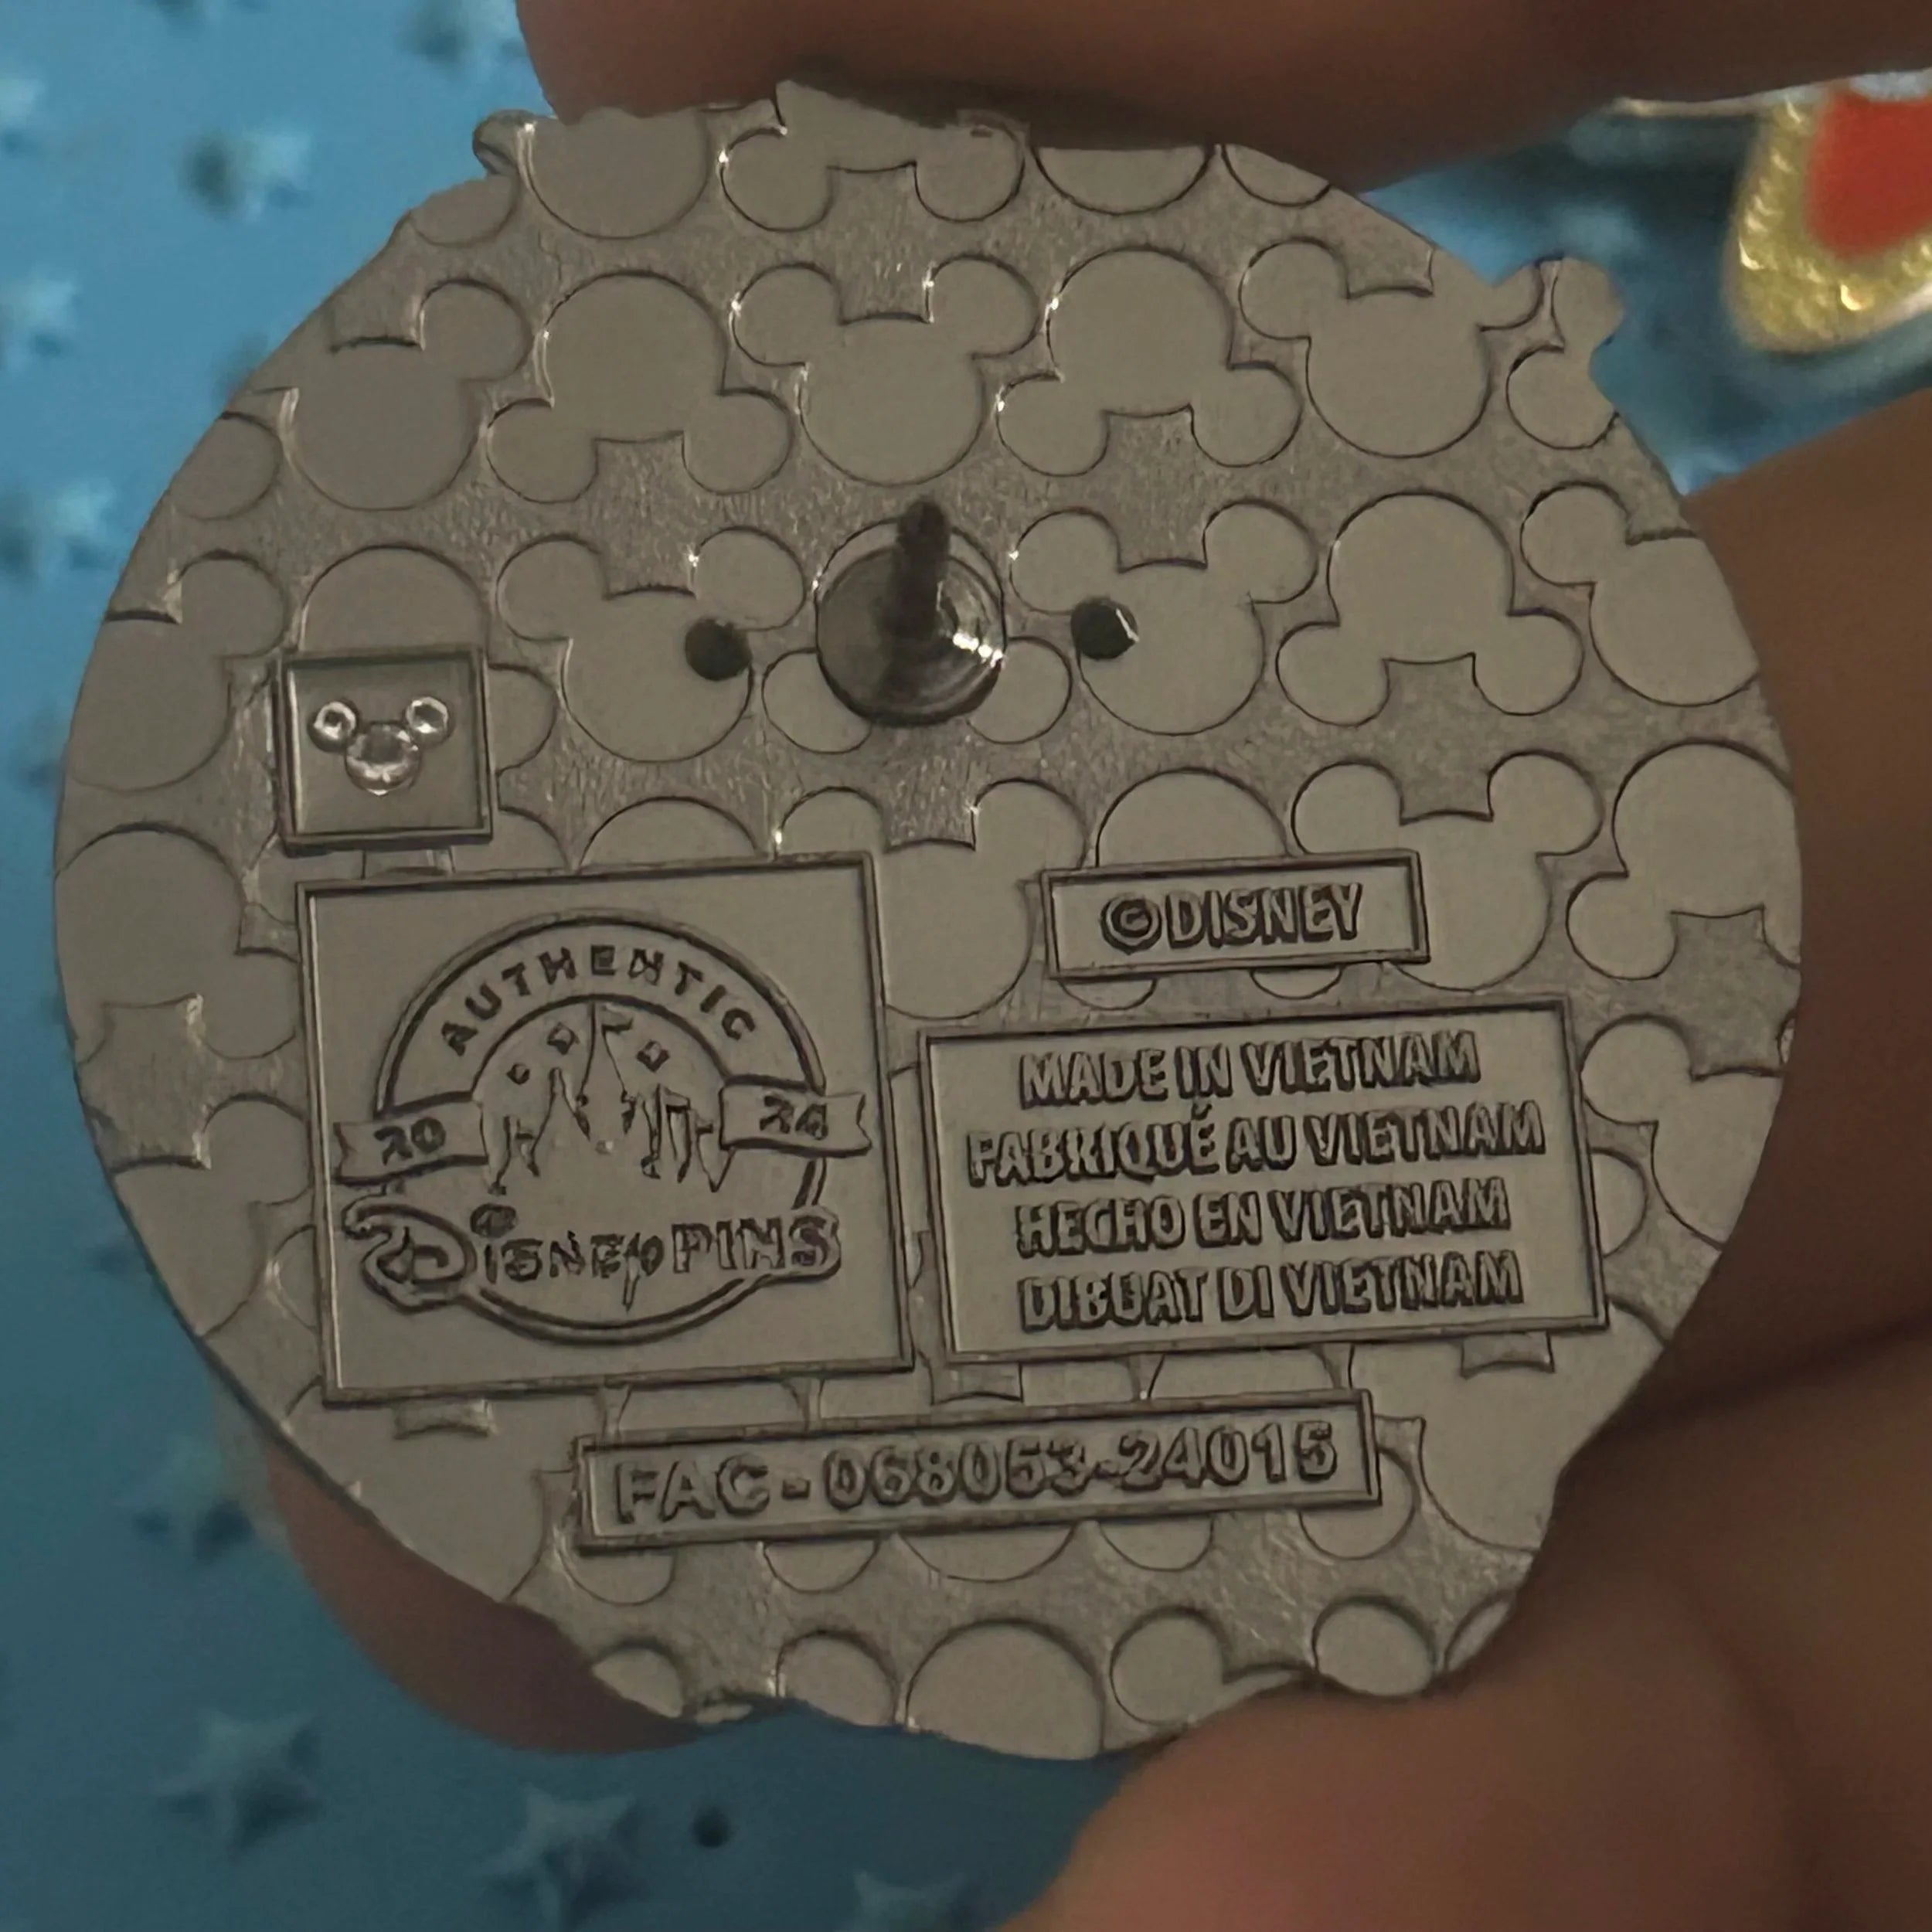 AUTHENTIC
20 24
Disney PINS
©DISNEY
MADE IN VIETNAM
FABRIQUÉ AU VIETNAM
HECHO EN VIETNAM
DIBUAT DI VIETNAM
FAC - 068053-24015